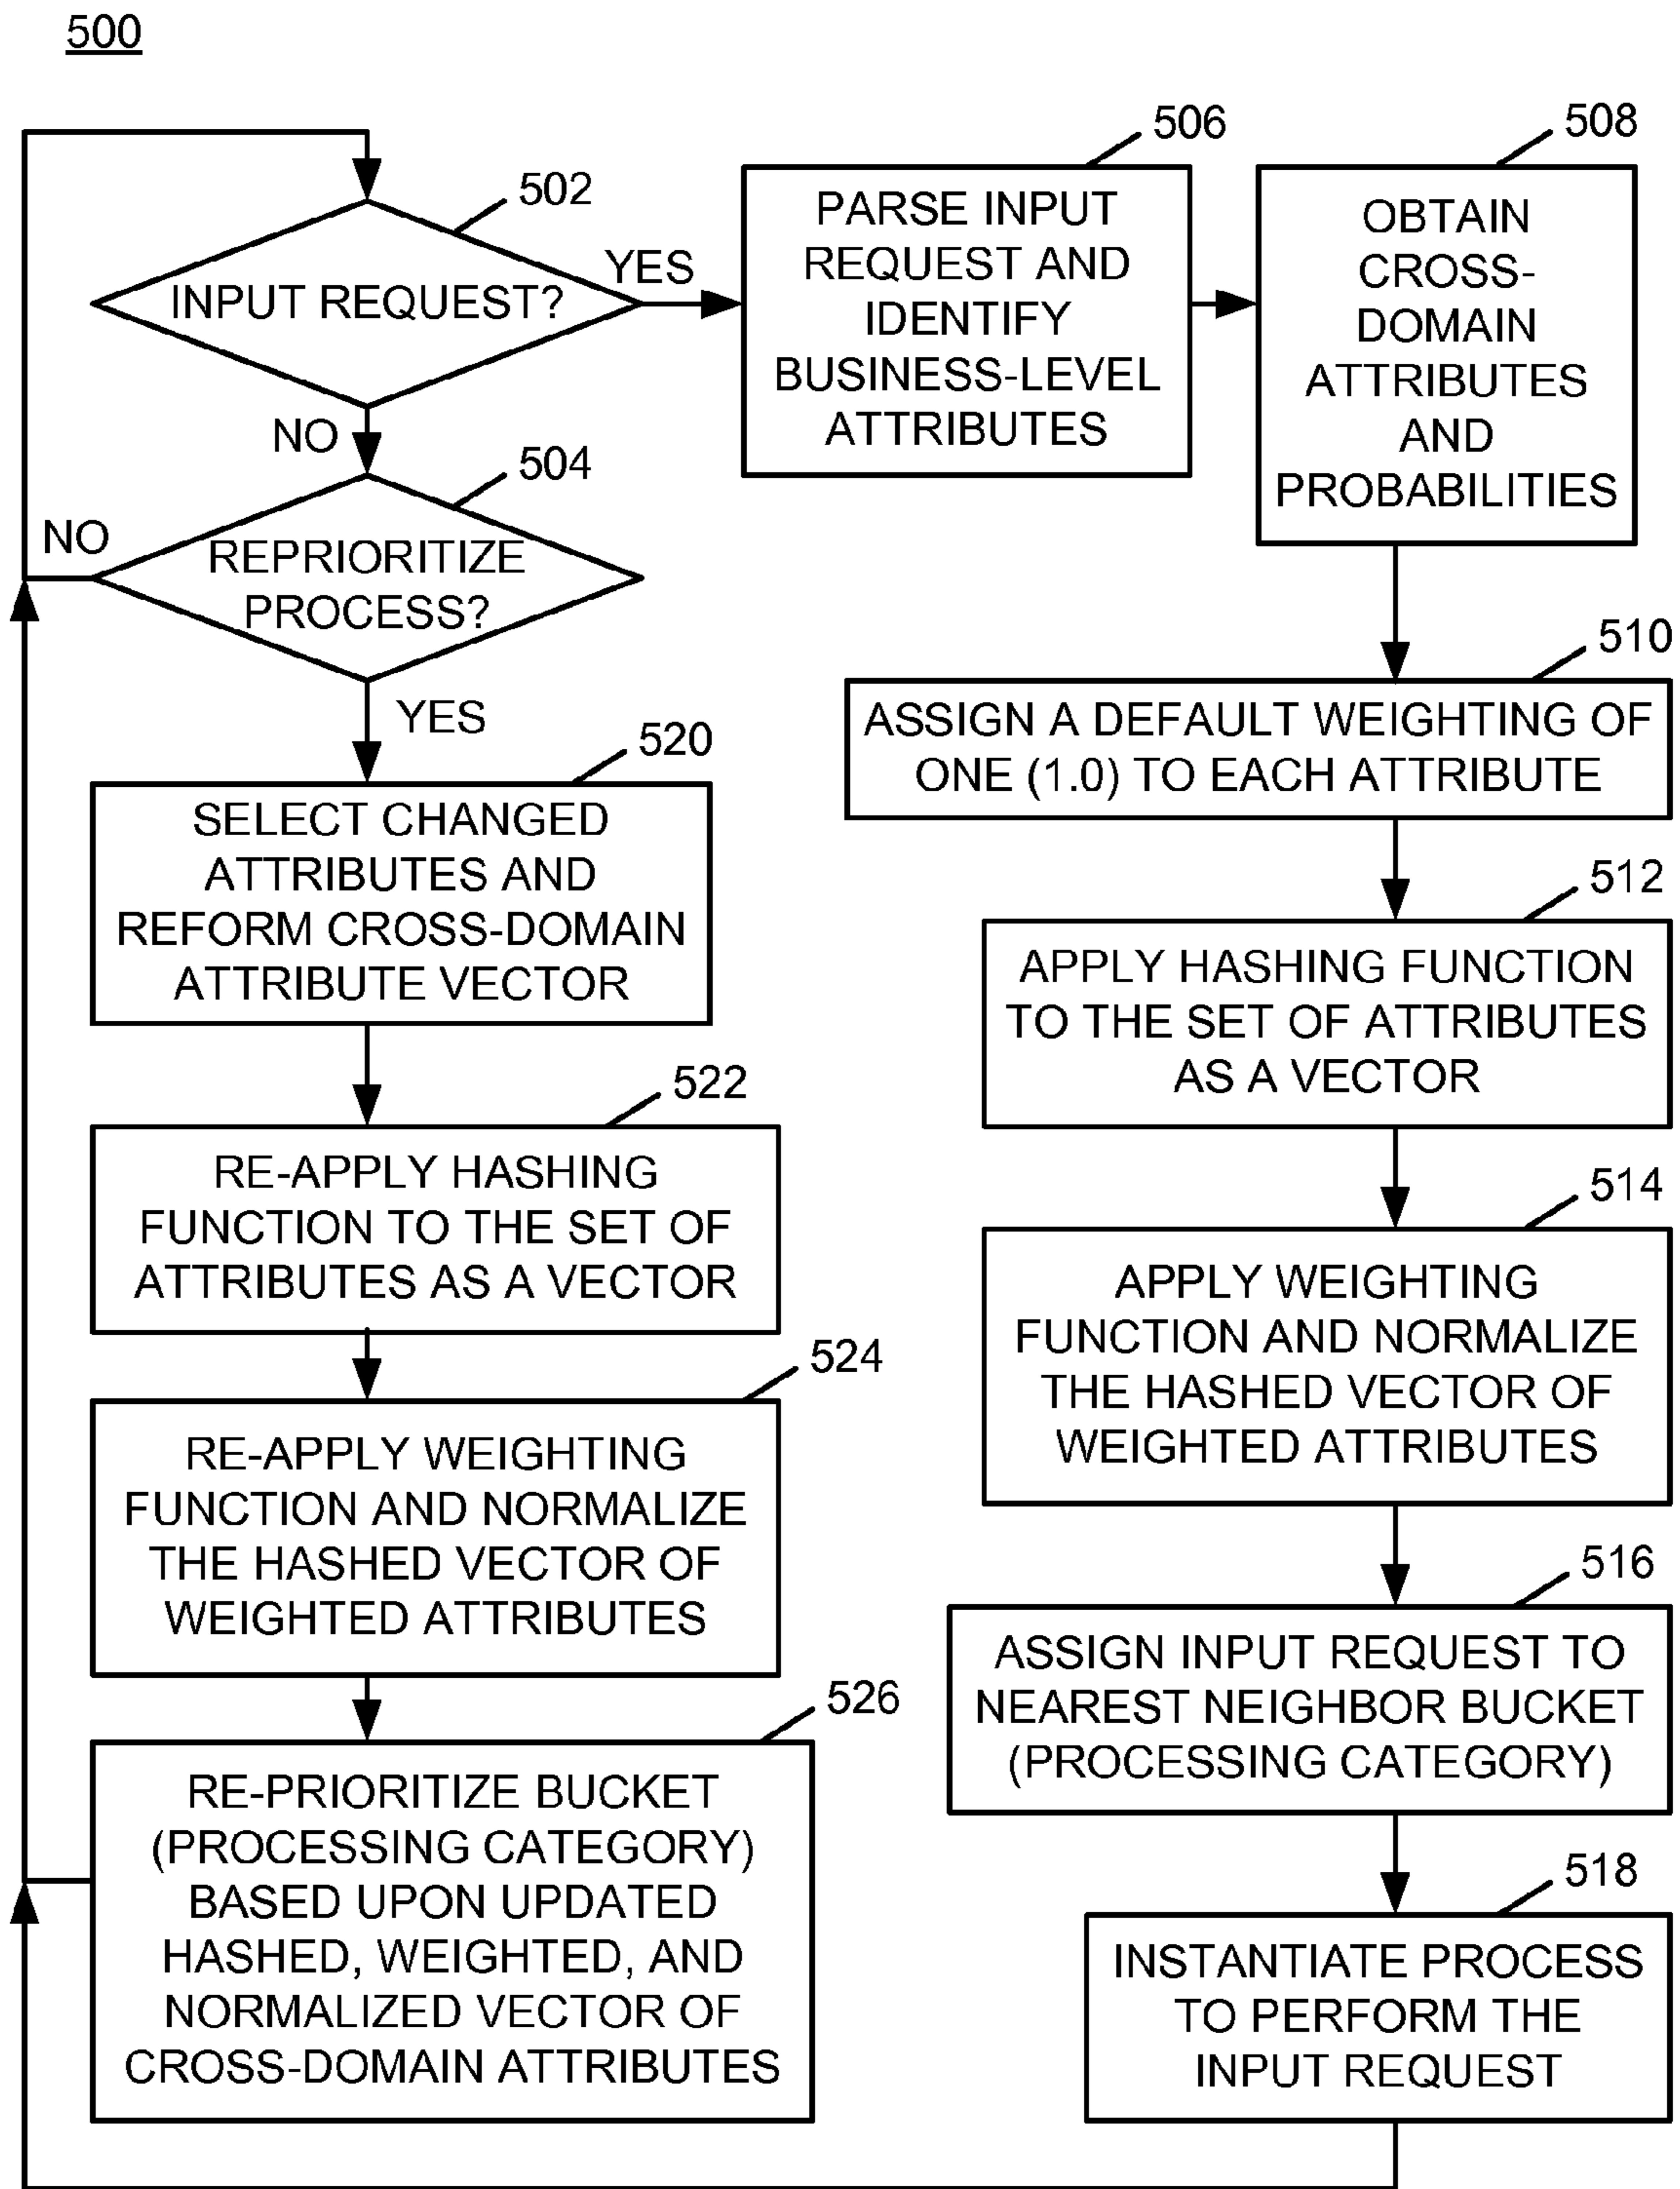 500
502
INPUT REQUEST?
YES
NO
504
REPRIORITIZE
PROCESS?
NO
YES
506
PARSE INPUT
REQUEST AND
IDENTIFY
BUSINESS-LEVEL
ATTRIBUTES
508
OBTAIN
CROSS-
DOMAIN
ATTRIBUTES
AND
PROBABILITIES
510
ASSIGN A DEFAULT WEIGHTING OF
ONE (1.0) TO EACH ATTRIBUTE
512
APPLY HASHING FUNCTION
TO THE SET OF ATTRIBUTES
AS A VECTOR
514
APPLY WEIGHTING
FUNCTION AND NORMALIZE
THE HASHED VECTOR OF
WEIGHTED ATTRIBUTES
516
ASSIGN INPUT REQUEST TO
NEAREST NEIGHBOR BUCKET
(PROCESSING CATEGORY)
518
INSTANTIATE PROCESS
TO PERFORM THE
INPUT REQUEST
520
SELECT CHANGED
ATTRIBUTES AND
REFORM CROSS-DOMAIN
ATTRIBUTE VECTOR
522
RE-APPLY HASHING
FUNCTION TO THE SET OF
ATTRIBUTES AS A VECTOR
524
RE-APPLY WEIGHTING
FUNCTION AND NORMALIZE
THE HASHED VECTOR OF
WEIGHTED ATTRIBUTES
526
RE-PRIORITIZE BUCKET
(PROCESSING CATEGORY)
BASED UPON UPDATED
HASHED, WEIGHTED, AND
NORMALIZED VECTOR OF
CROSS-DOMAIN ATTRIBUTES